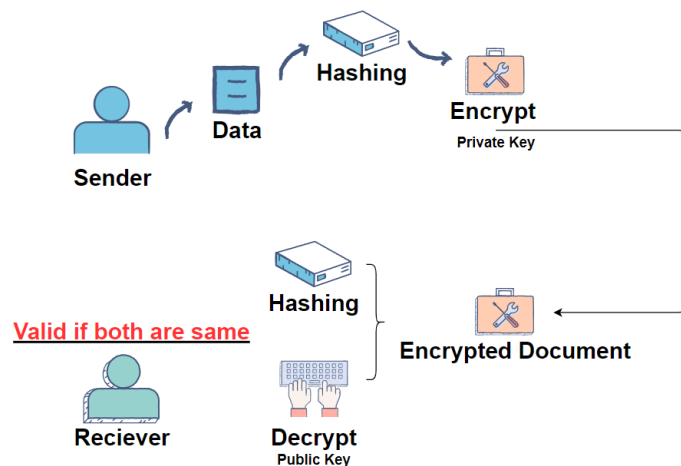 Hashing
Encrypt
Private Key
Data
Sender
Hashing
Valid if both are same
Encrypted Document
Reciever
Decrypt
Public Key